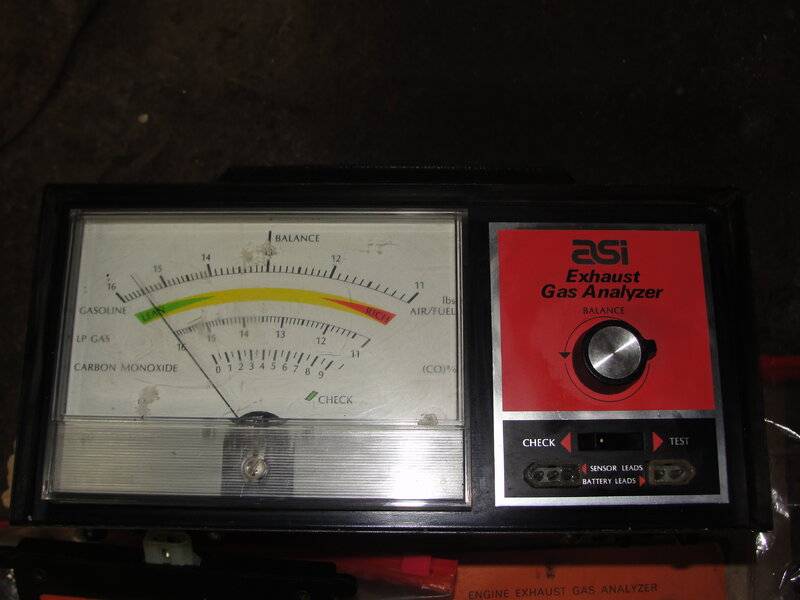 BALANCE
16 15 14 12 11
lbs
GASOLINE LEAN RICH AIR/FUEL
LP GAS 16 15 14 13 12 11
CARBON MONOXIDE 0 1 2 3 4 5 6 7 8 9 (CO)%
CHECK
asi
Exhaust
Gas Analyzer
BALANCE
CHECK TEST
SENSOR LEADS
BATTERY LEADS
ENGINE EXHAUST GAS ANALYZER